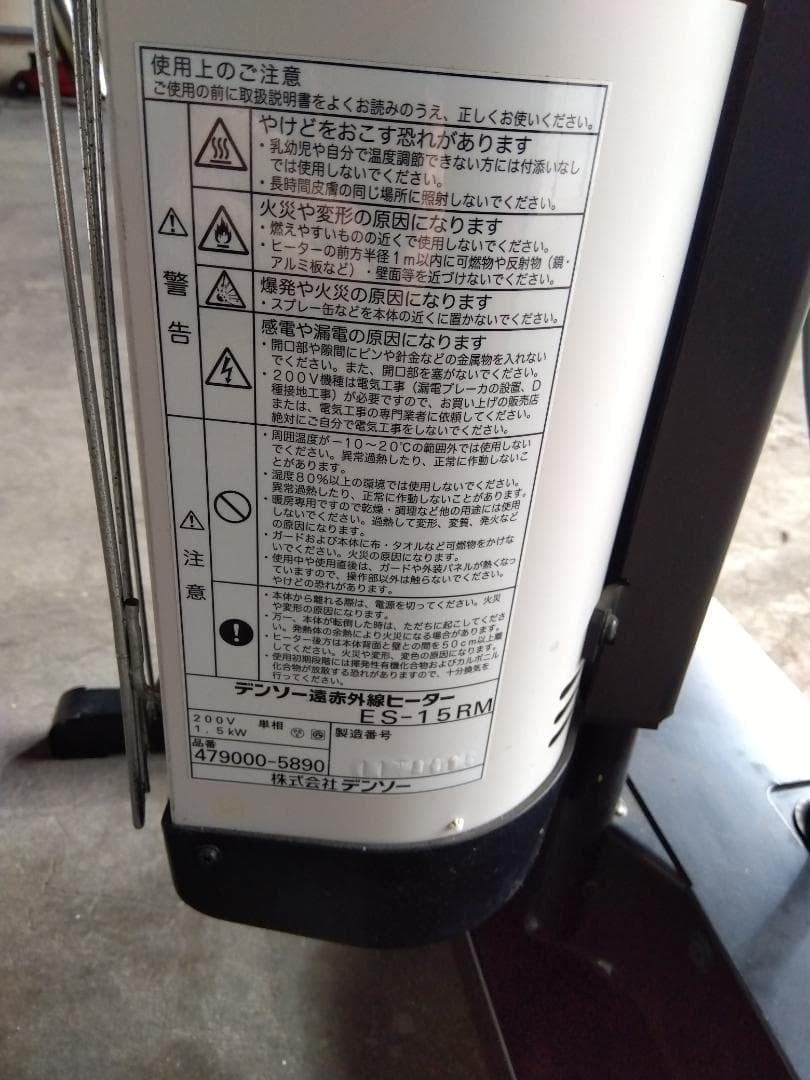 使用上のご注意
ご使用の前に取扱説明書をよくお読みのうえ、正しくお使いください。
警告
やけどをおこす恐れがあります
・乳幼児や自分で温度調節できない方には付添いなし
では使用しないでください。
・長時間皮膚の同じ場所に照射しないでください。
火災や変形の原因になります
・燃えやすいものの近くで使用しないでください。
・ヒーターの前方半径1m以内に可燃物や反射物(鏡・
アルミ板など)・壁面等を近づけないでください。
爆発や火災の原因になります
・スプレー缶などを本体の近くに置かないでください。
感電や漏電の原因になります
・開口部や隙間にピンや針金などの金属物を入れない
でください。また、開口部を塞がないでください。
・200V機種は電気工事(漏電ブレーカの設置、D
種接地工事)が必要ですので、お買い上げの販売店
または、電気工事の専門業者に依頼してください。
絶対にご自分で電気工事をしないでください。
注意
・周囲温度が−10〜20℃の範囲外では使用しない
でください。異常過熱したり、正常に作動しないこ
とがあります。
・湿度80%以上の環境では使用しないでください。
異常過熱したり、正常に作動しないことがあります。
・暖房専用ですので乾燥・調理など他の用途には使用
しないでください。過熱して変形、変質、発火など
の原因になります。
・ガードおよび本体に布・タオルなど可燃物をかけな
いでください。火災の原因になります。
・使用中や使用直後は、ガードや外装パネルが熱くなっ
ていますので、操作部以外は触らないでください。
やけどの恐れがあります。
・本体から離れる際は、電源を切ってください。火災
や変形の原因になります。
・万一、本体が転倒した時は、ただちに起こしてくださ
い。発熱体の余熱により火災になる場合があります。
・ヒーター後方は本体背面と壁との間を50cm以上離
してください。火災や変形、変色の原因になります。
・使用初期段階には揮発性有機化合物およびカルボニル
化合物が放散する恐れがありますので、十分換気を
行ってください。
デンソー遠赤外線ヒーター
ES-15RM
200V 単相
1.5kW
製造番号
品番
479000-5890
株式会社デンソー